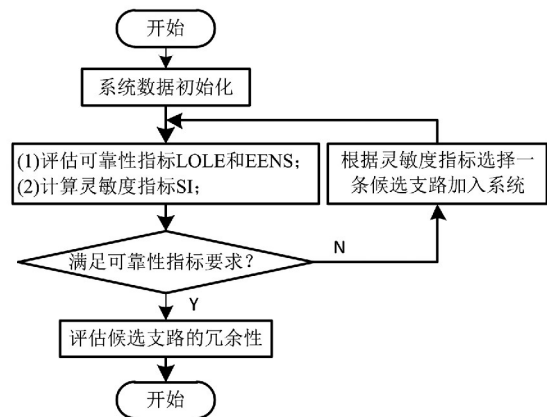 开始
系统数据初始化
(1)评估可靠性指标LOLE和EENS；
(2)计算灵敏度指标SI；
根据灵敏度指标选择一
条候选支路加入系统
满足可靠性指标要求？
N
Y
评估候选支路的冗余性
开始